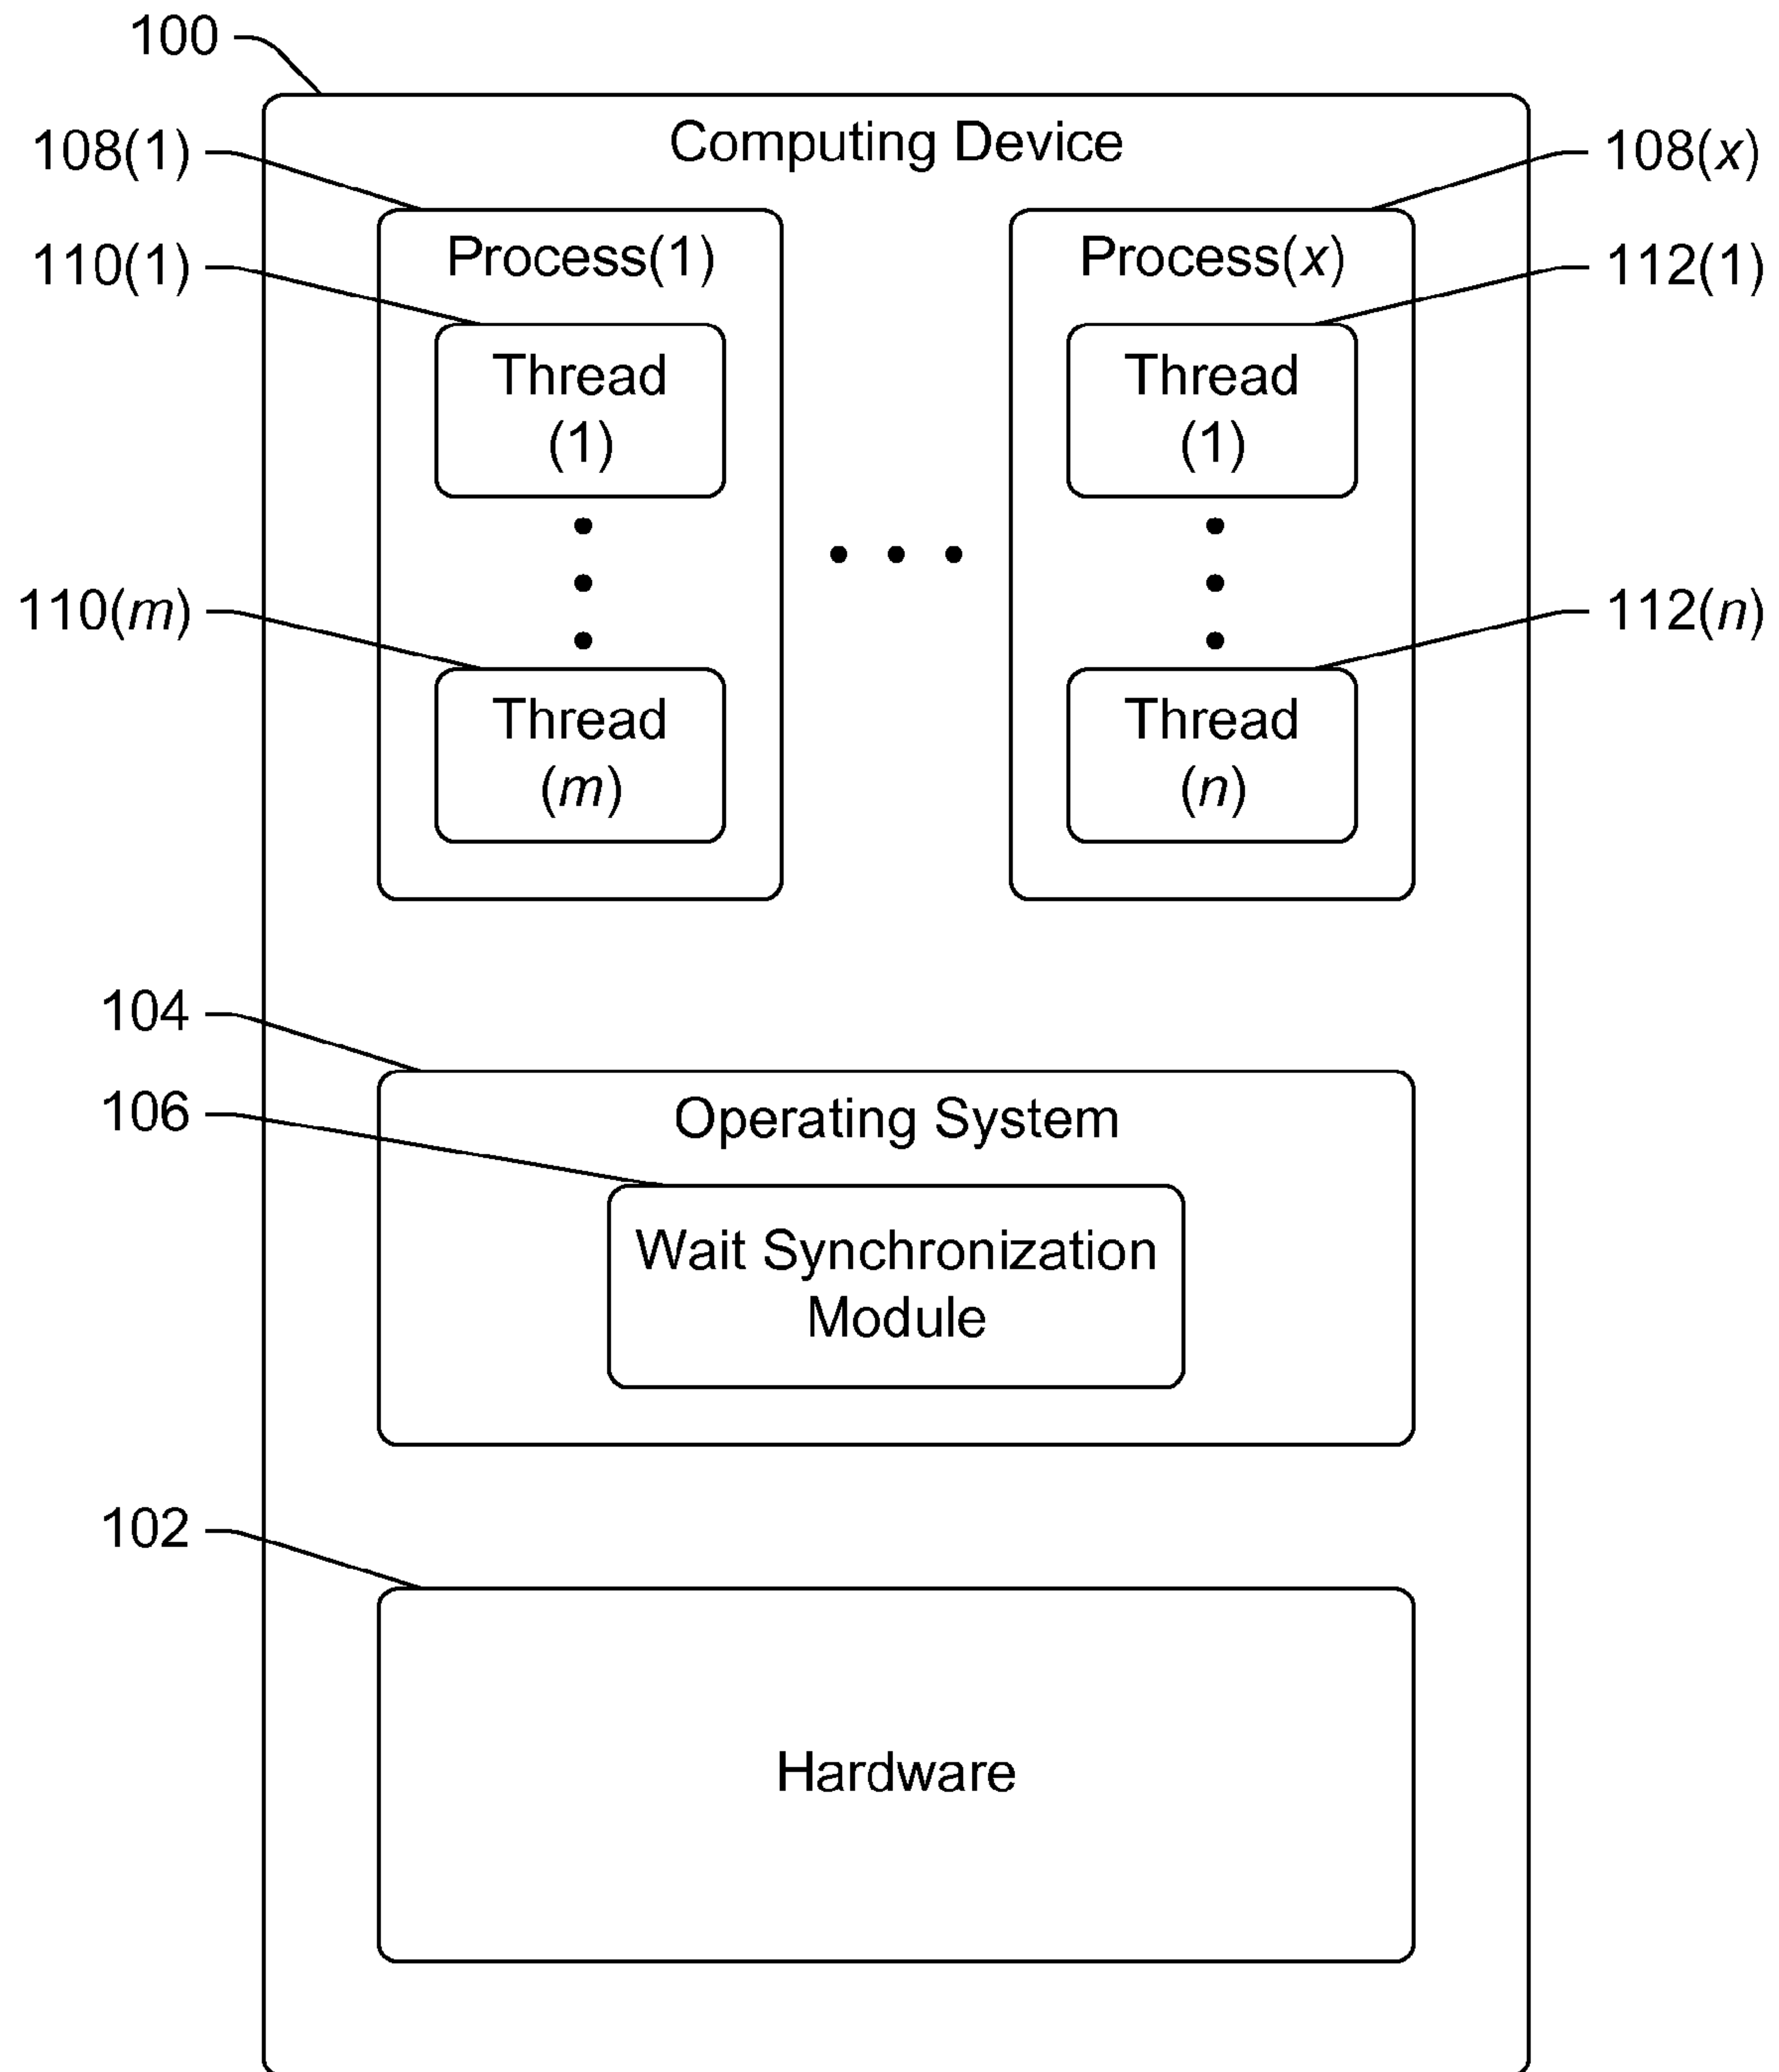 100
Computing Device
108(1)
108(x)
Process(1)
Process(x)
110(1)
112(1)
Thread
(1)
Thread
(1)
110(m)
112(n)
Thread
(m)
Thread
(n)
104
Operating System
106
Wait Synchronization
Module
102
Hardware